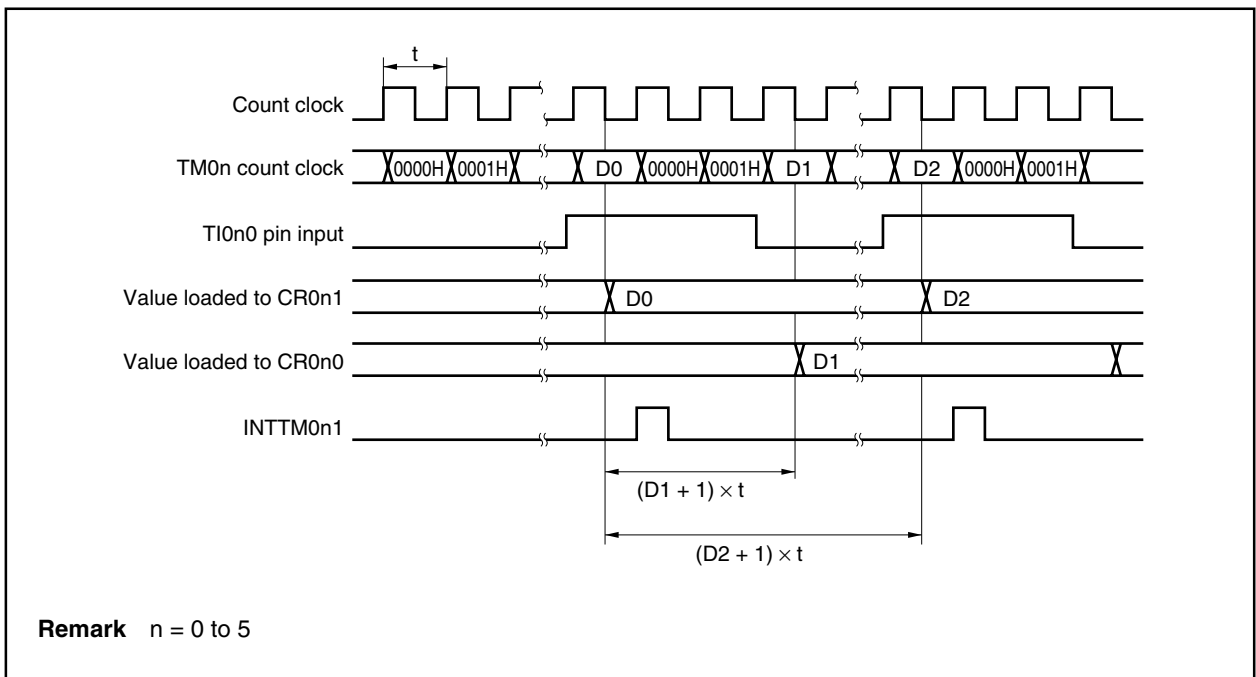 t
Count clock
TM0n count clock 0000H 0001H D0 0000H 0001H D1 D2 0000H 0001H
TI0n0 pin input
Value loaded to CR0n1 D0 D2
Value loaded to CR0n0 D1
INTTM0n1
(D1 + 1) × t
(D2 + 1) × t
Remark n = 0 to 5